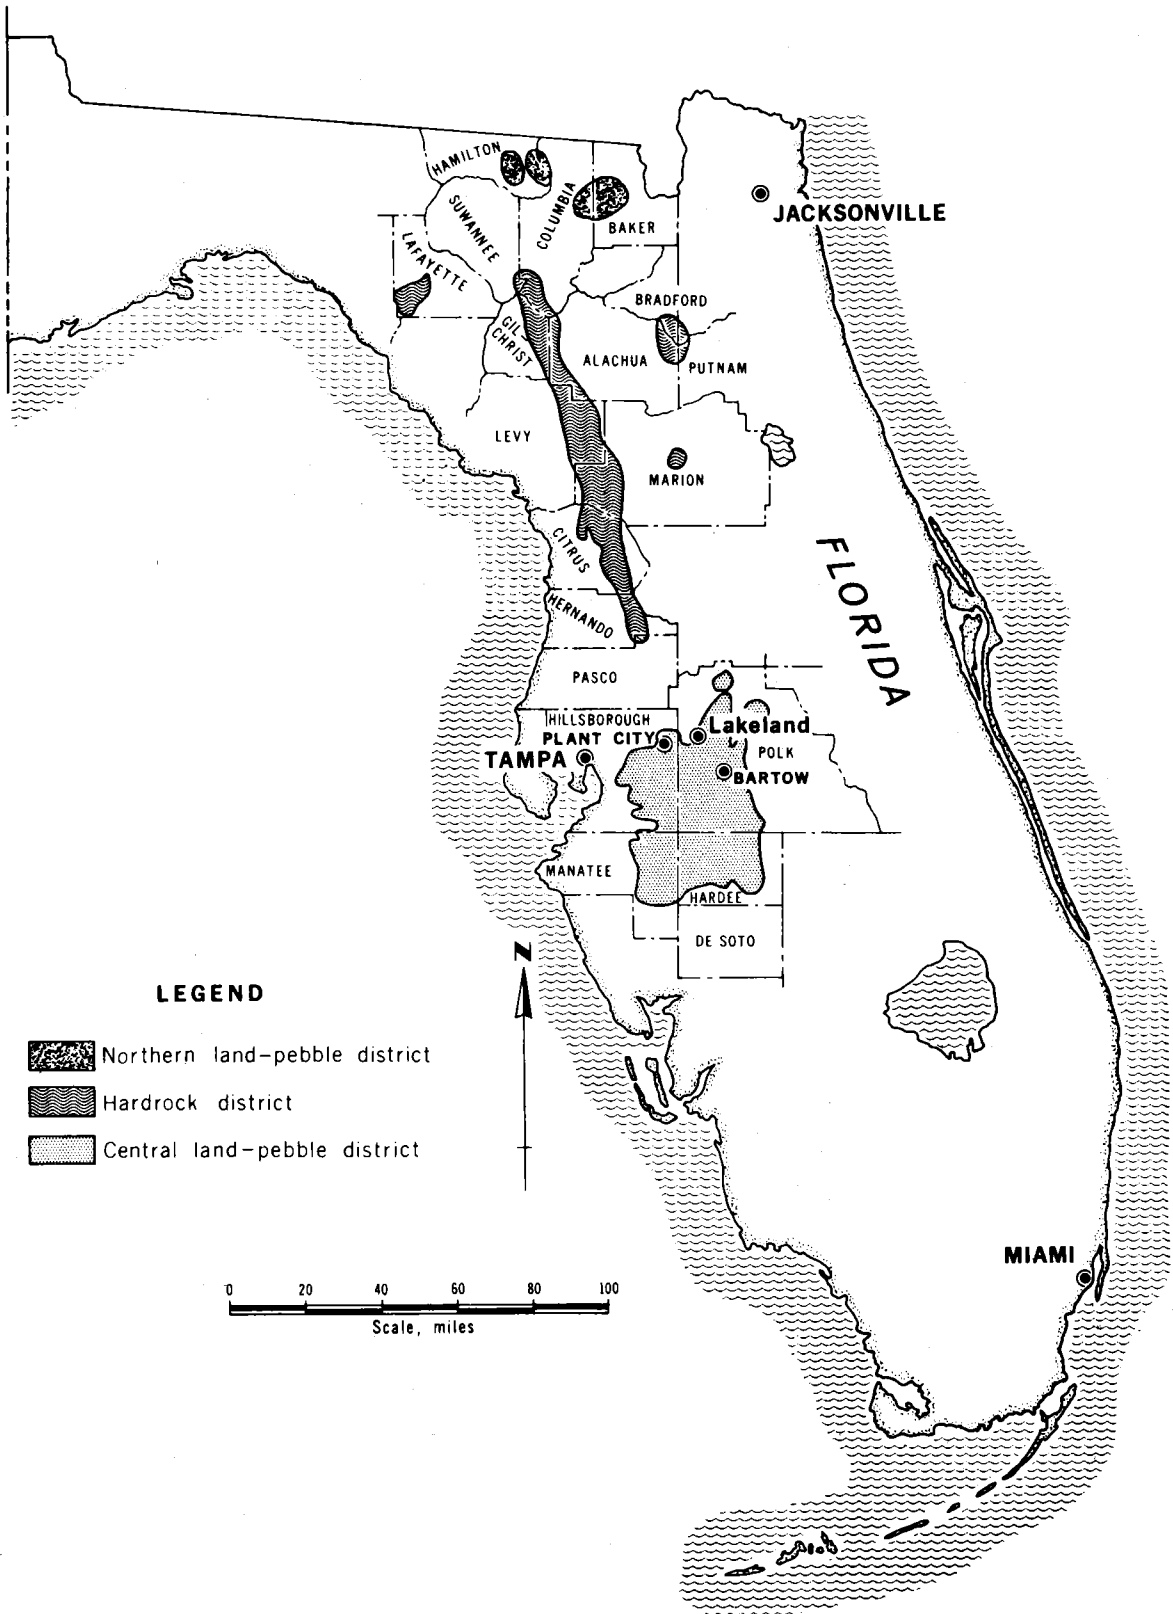 HAMILTON
COLUMBIA
SUWANNEE
BAKER
LAFAYETTE
JACKSONVILLE
BRADFORD
GIL-
CHRIST
ALACHUA
PUTNAM
LEVY
MARION
CITRUS
FLORIDA
HERNANDO
PASCO
HILLSBOROUGH
PLANT CITY
Lakeland
TAMPA
POLK
BARTOW
MANATEE
HARDEE
DE SOTO
N
LEGEND
Northern land-pebble district
Hardrock district
Central land-pebble district
MIAMI
0 20 40 60 80 100
Scale, miles